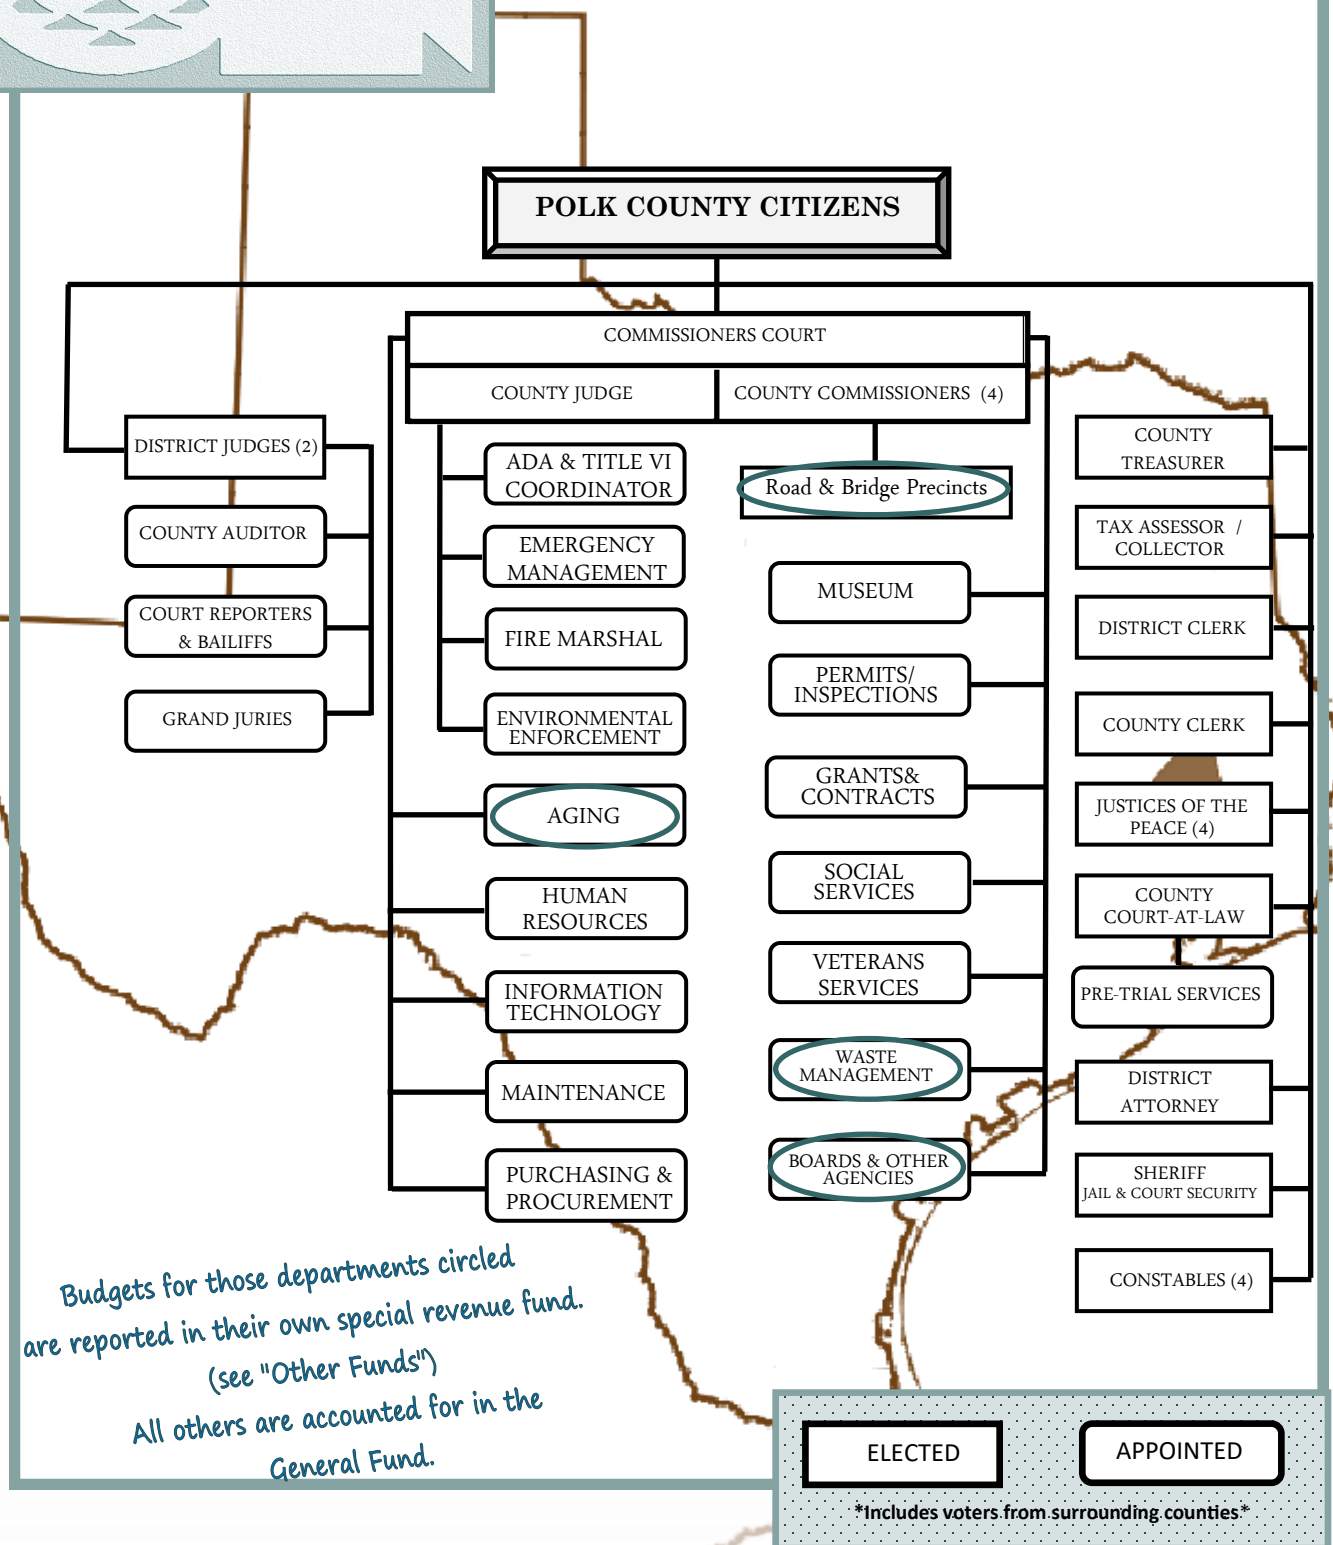 POLK COUNTY CITIZENS
COMMISSIONERS COURT
COUNTY JUDGE
COUNTY COMMISSIONERS (4)
DISTRICT JUDGES (2)
COUNTY AUDITOR
COURT REPORTERS
& BAILIFFS
GRAND JURIES
ADA & TITLE VI
COORDINATOR
EMERGENCY
MANAGEMENT
FIRE MARSHAL
ENVIRONMENTAL
ENFORCEMENT
AGING
HUMAN
RESOURCES
INFORMATION
TECHNOLOGY
MAINTENANCE
PURCHASING &
PROCUREMENT
Road & Bridge Precincts
MUSEUM
PERMITS/
INSPECTIONS
GRANTS&
CONTRACTS
SOCIAL
SERVICES
VETERANS
SERVICES
WASTE
MANAGEMENT
BOARDS & OTHER
AGENCIES
COUNTY
TREASURER
TAX ASSESSOR /
COLLECTOR
DISTRICT CLERK
COUNTY CLERK
JUSTICES OF THE
PEACE (4)
COUNTY
COURT-AT-LAW
PRE-TRIAL SERVICES
DISTRICT
ATTORNEY
SHERIFF
JAIL & COURT SECURITY
CONSTABLES (4)
Budgets for those departments circled
are reported in their own special revenue fund.
(see "Other Funds")
All others are accounted for in the
General Fund.
ELECTED
APPOINTED
*Includes voters from surrounding counties*